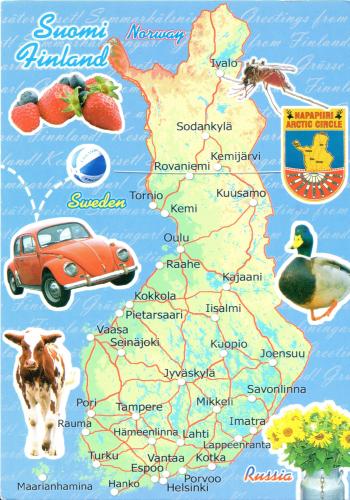 Suomi
Finland
Norway
Ivalo
Sodankylä
NAPAPIIRI
ARCTIC CIRCLE
Kemijärvi
Rovaniemi
Kuusamo
Sweden
Tornio
Kemi
Oulu
Raahe
Kajaani
Kokkola
Pietarsaari
Iisalmi
Vaasa
Seinäjoki
Kuopio
Joensuu
Jyväskylä
Savonlinna
Pori
Tampere
Mikkeli
Rauma
Imatra
Hämeenlinna
Lahti
Lappeenranta
Turku
Vantaa
Kotka
Espoo
Porvoo
Russia
Maarianhamina
Hanko
Helsinki